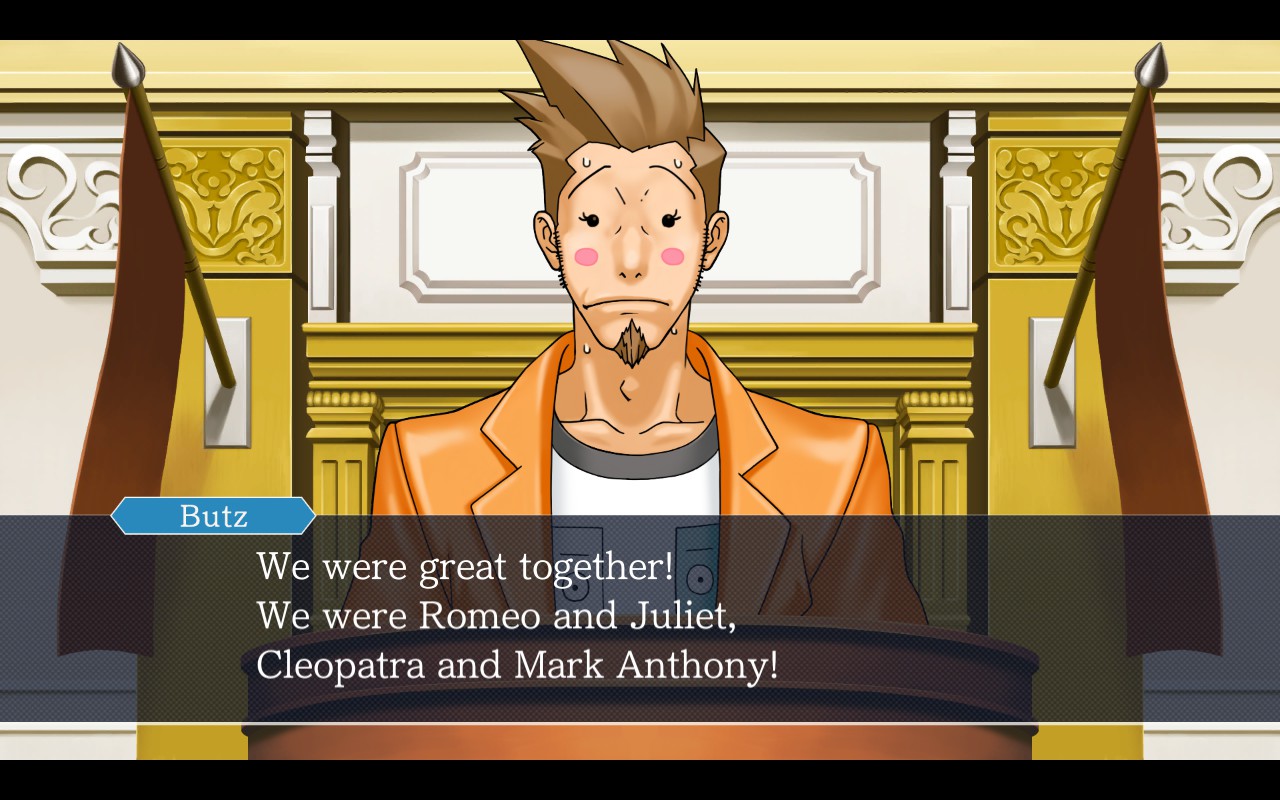 Butz
We were great together!
We were Romeo and Juliet,
Cleopatra and Mark Anthony!